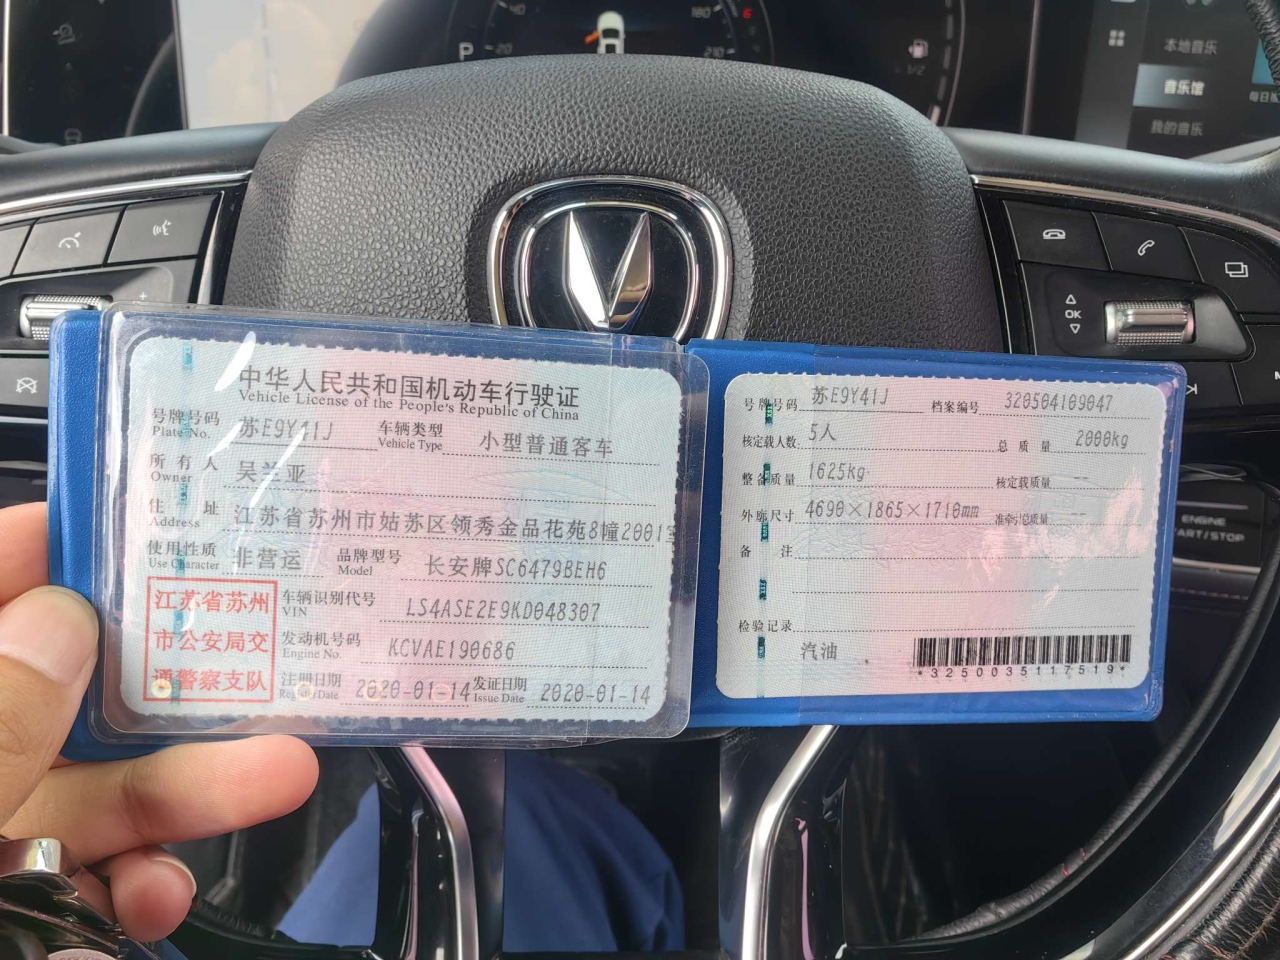 P
40
20
180
210
1/2
本地音乐
音乐馆
我的音乐
OK
ENGINE
START/STOP
中华人民共和国机动车行驶证
Vehicle License of the People's Republic of China
号牌号码 苏E9Y41J 车辆类型 小型普通客车
Plate No. Vehicle Type
所有人 吴兰亚
Owner
住址 江苏省苏州市姑苏区领秀金品花苑8幢2001室
Address
使用性质 非营运 品牌型号 长安牌SC6479BEH6
Use Character Model
江苏省苏州
市公安局交
通警察支队
车辆识别代号 LS4ASE2E9KD048307
VIN
发动机号码 KCVAE190686
Engine No.
注册日期 2020-01-14 发证日期 2020-01-14
Register Date Issue Date
号牌号码 苏E9Y41J 档案编号 320504109047
核定载人数 5人 总质量 2000kg
整备质量 1625kg 核定载质量 --
外廓尺寸 4690×1865×1710mm 准牵引总质量 --
备注
检验记录
汽油
*3250035117519*